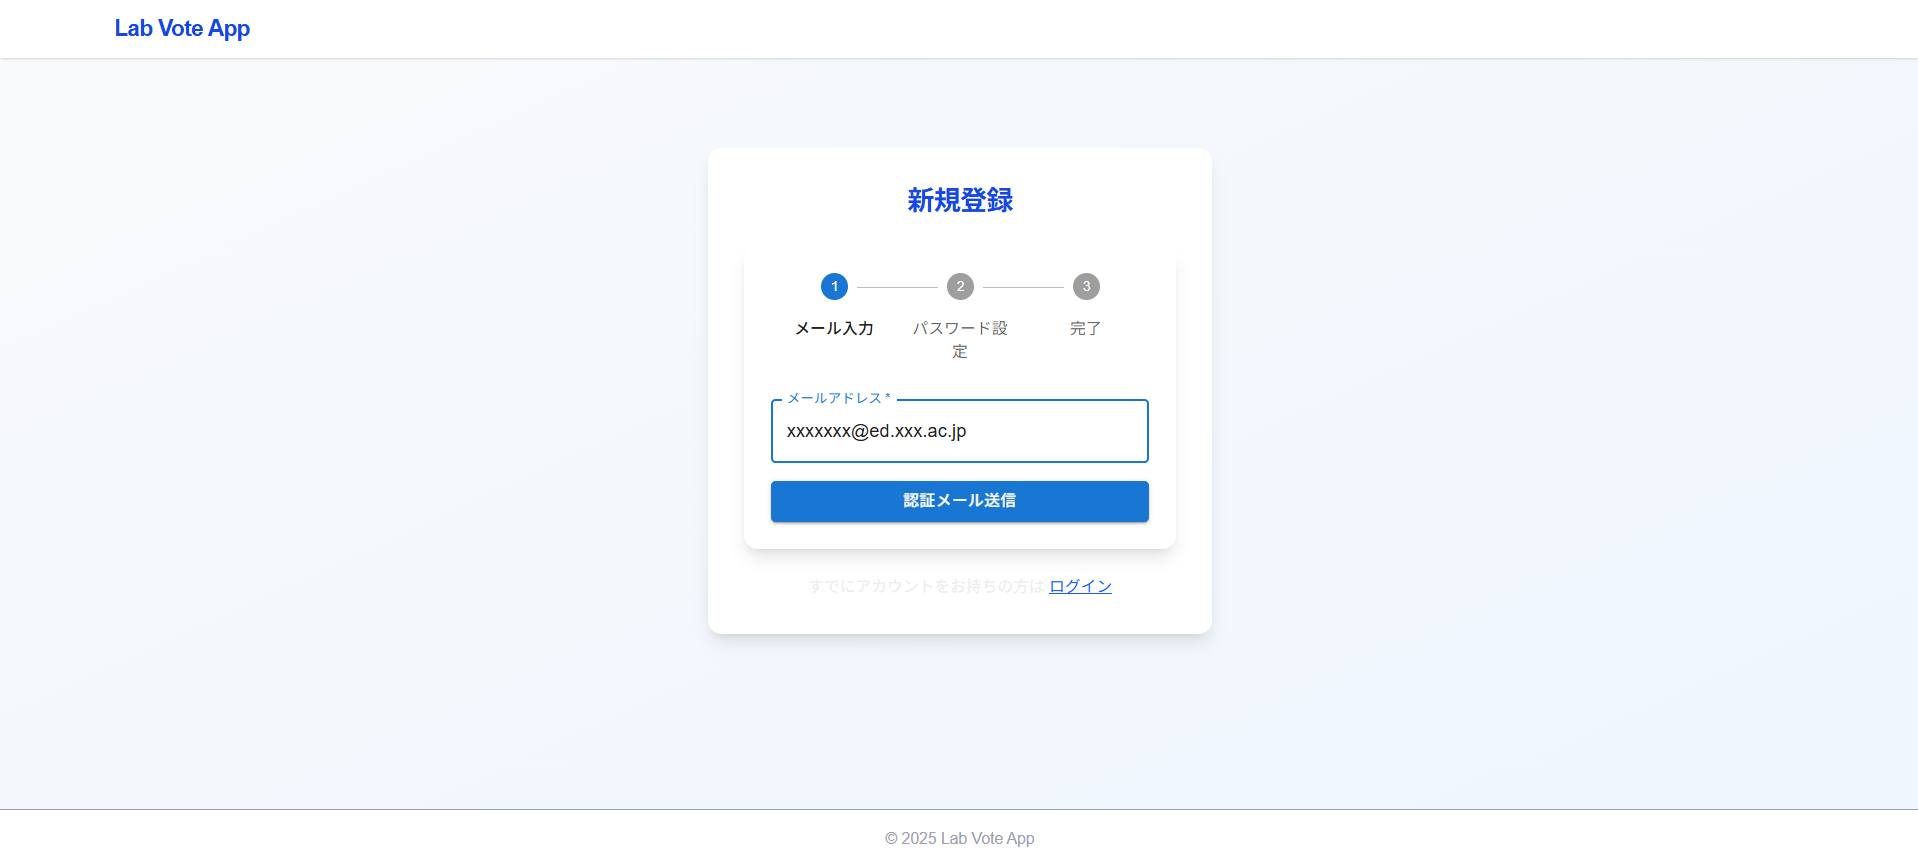 Lab Vote App
新規登録
1
2
3
メール入力
パスワード設
定
完了
メールアドレス *
xxxxxxx@ed.xxx.ac.jp
認証メール送信
すでにアカウントをお持ちの方は ログイン
© 2025 Lab Vote App